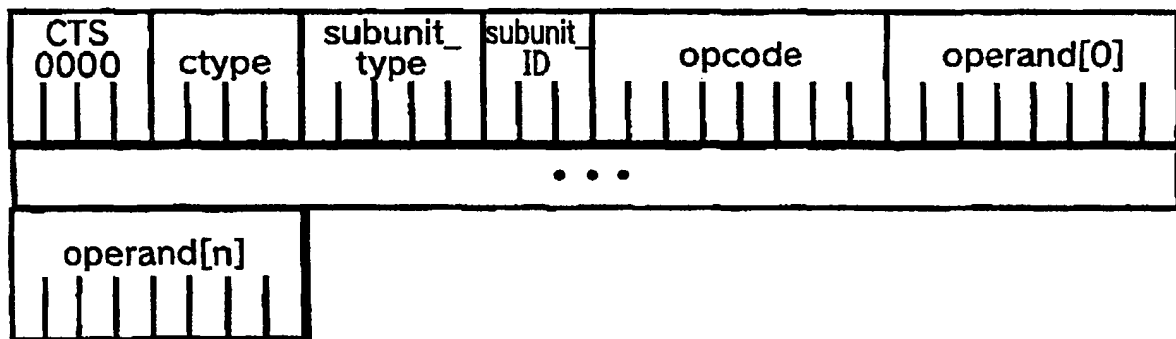 CTS
0000
ctype
subunit_
type
subunit_
ID
opcode
operand[0]
• • •
operand[n]